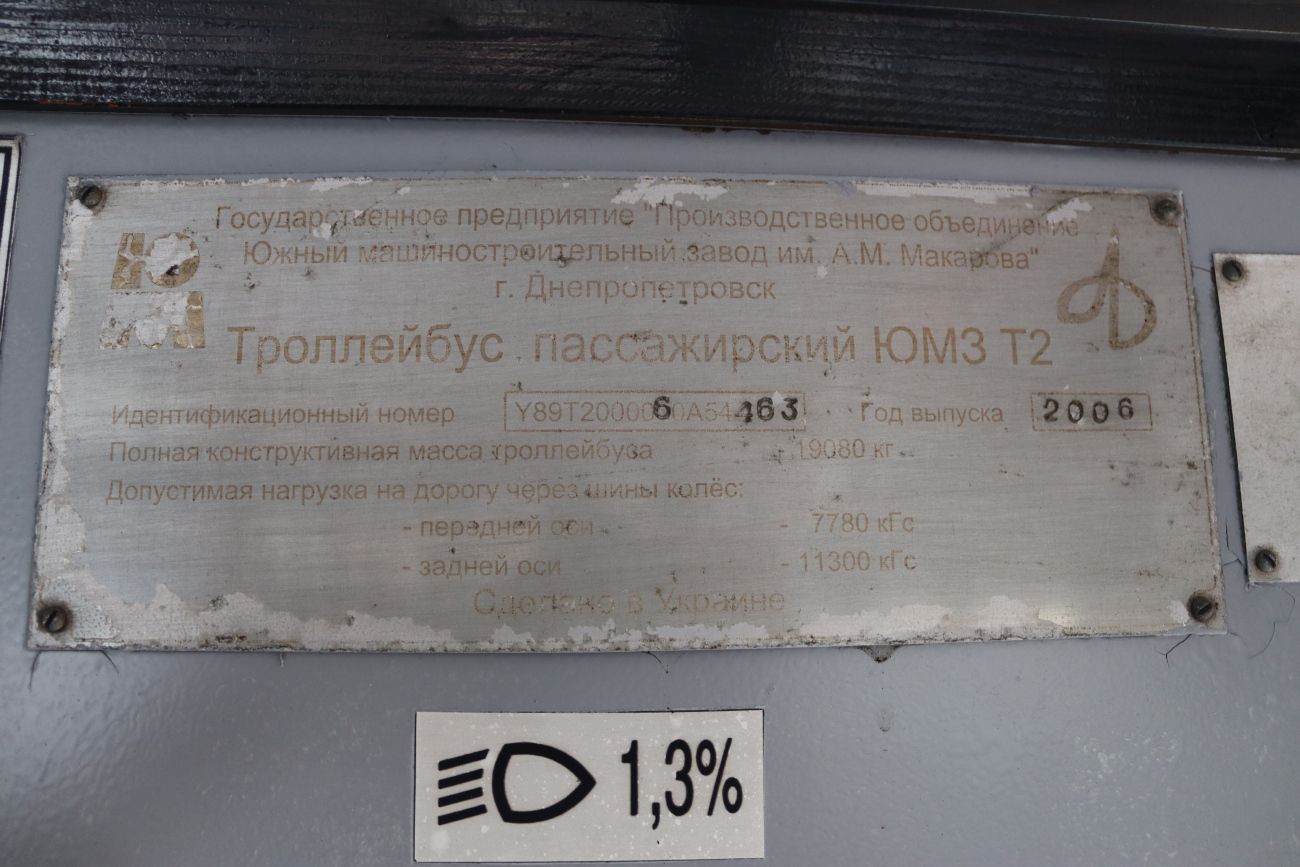 Государственное предприятие "Производственное объединение
Южный машиностроительный завод им. А.М. Макарова"
г. Днепропетровск
Троллейбус пассажирский ЮМЗ Т2
Идентификационный номер Год выпуска 2006
Полная конструктивная масса троллейбуса 19080 кг
Допустимая нагрузка на дорогу через шины колёс:
- передней оси - 7780 кГс
- задней оси - 11300 кГс
Сделано в Украине
1,3%